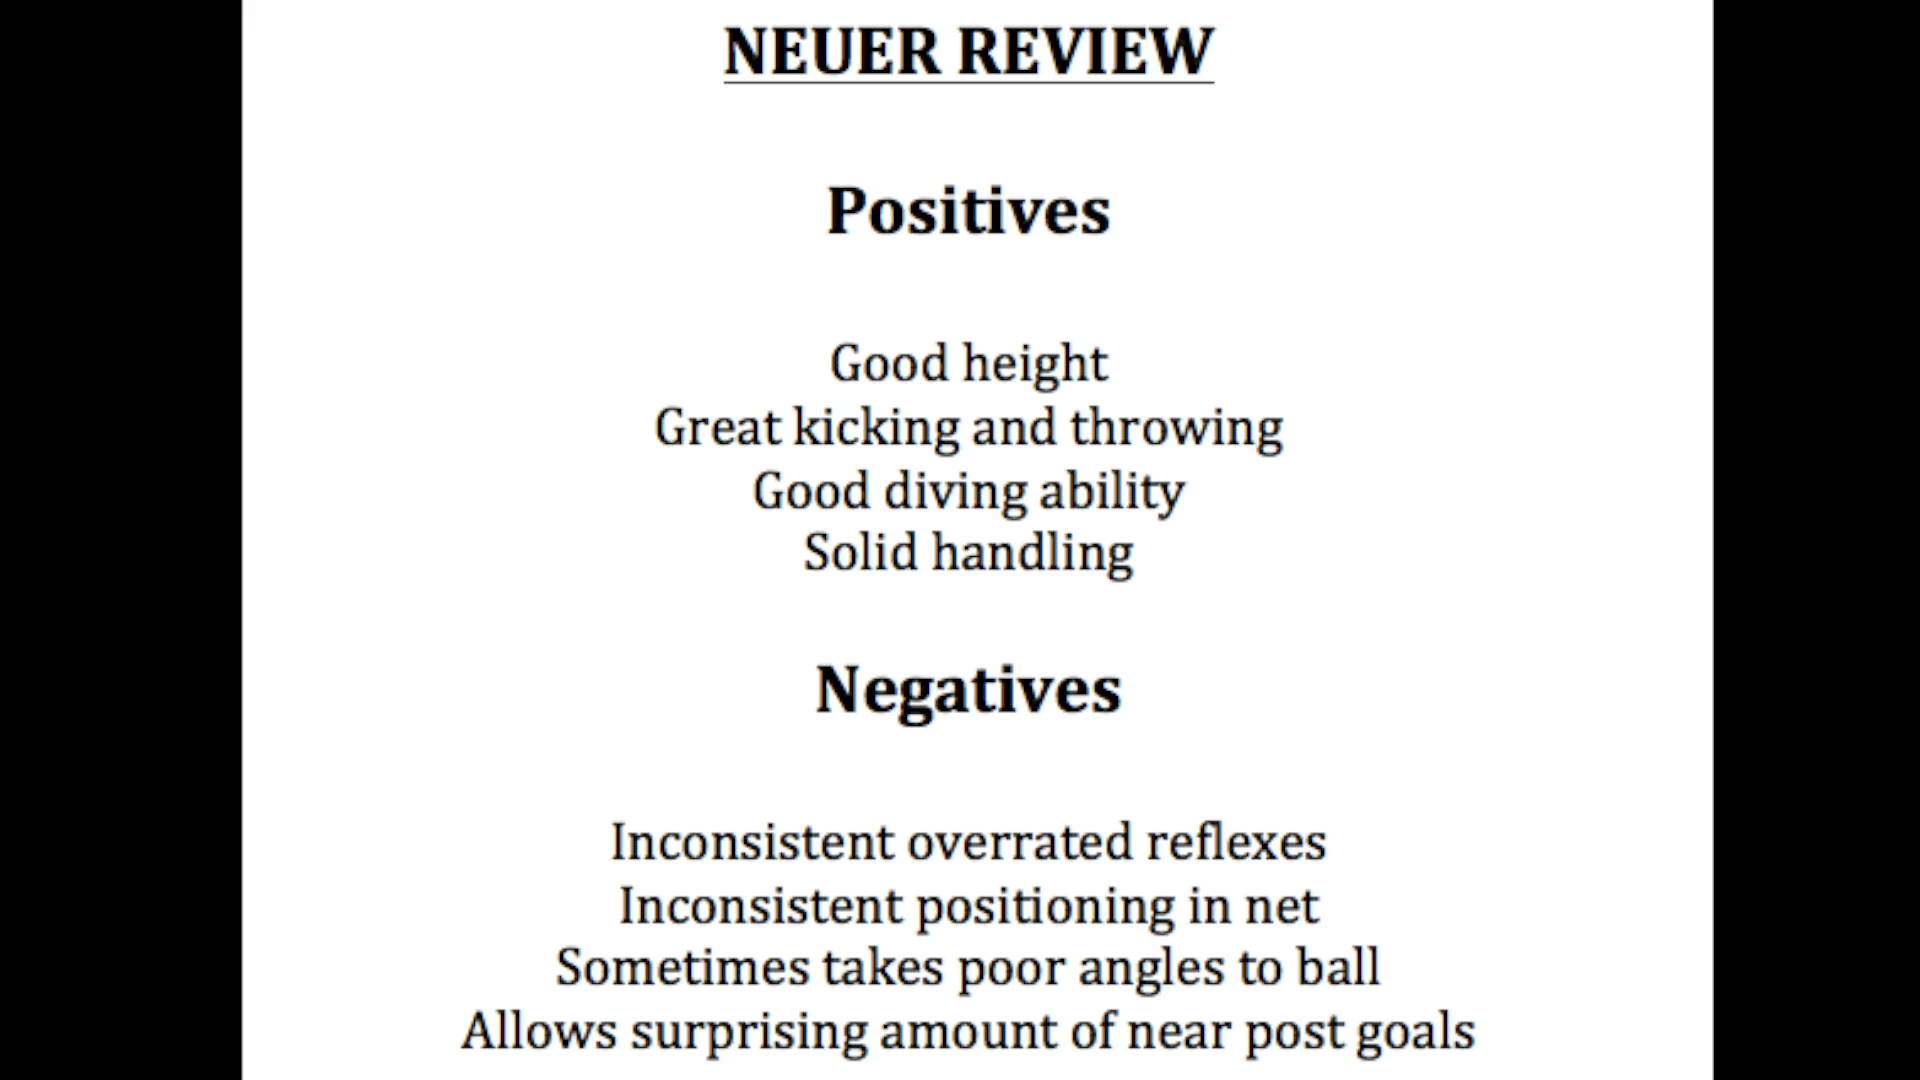 NEUER REVIEW
Positives
Good height
Great kicking and throwing
Good diving ability
Solid handling
Negatives
Inconsistent overrated reflexes
Inconsistent positioning in net
Sometimes takes poor angles to ball
Allows surprising amount of near post goals